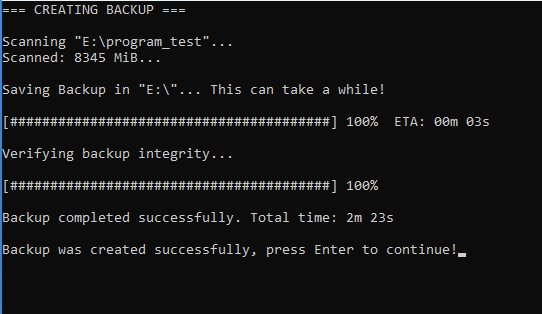 === CREATING BACKUP ===
Scanning "E:\program_test"...
Scanned: 8345 MiB...
Saving Backup in "E:\"... This can take a while!
[########################################] 100%  ETA: 00m 03s
Verifying backup integrity...
[########################################] 100%
Backup completed successfully. Total time: 2m 23s
Backup was created successfully, press Enter to continue!